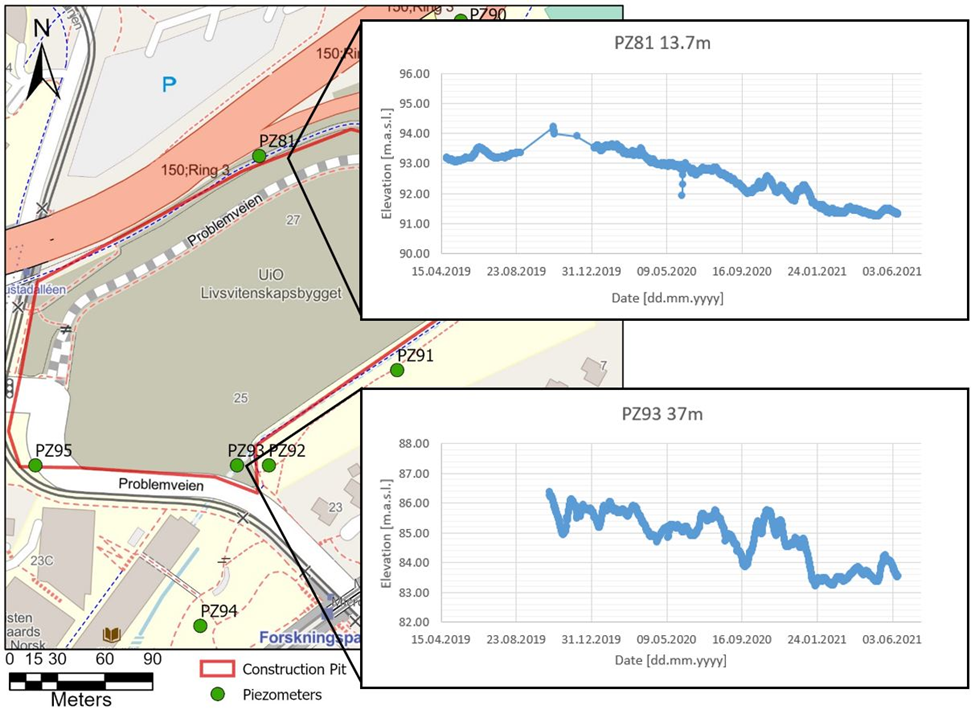 150;Ring 3
PZ90
N
P
150;Ri
PZ81
150;Ring 3
Problemveien
27
UiO
Livsvitenskapsbygget
ustadalléen
25
PZ91
7
PZ95
PZ93
PZ92
Problemveien
23
23C
PZ94
sten
aards
Norsk
Forskningspa
0 15 30 60 90
Meters
Construction Pit
Piezometers
PZ81 13.7m
Elevation [m.a.s.l.]
96.00
95.00
94.00
93.00
92.00
91.00
90.00
15.04.2019 23.08.2019 31.12.2019 09.05.2020 16.09.2020 24.01.2021 03.06.2021
Date [dd.mm.yyyy]
PZ93 37m
Elevation [m.a.s.l.]
88.00
87.00
86.00
85.00
84.00
83.00
82.00
15.04.2019 23.08.2019 31.12.2019 09.05.2020 16.09.2020 24.01.2021 03.06.2021
Date [dd.mm.yyyy]